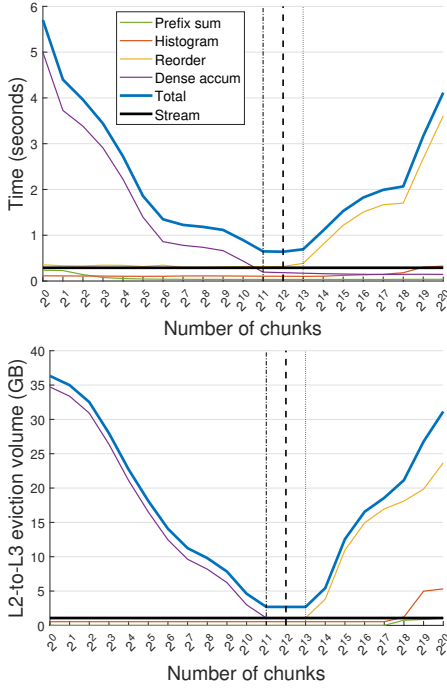 Time (seconds)
6
5
4
3
2
1
0
Prefix sum
Histogram
Reorder
Dense accum
Total
Stream
2^0 2^1 2^2 2^3 2^4 2^5 2^6 2^7 2^8 2^9 2^10 2^11 2^12 2^13 2^14 2^15 2^16 2^17 2^18 2^19 2^20
Number of chunks
L2-to-L3 eviction volume (GB)
40
35
30
25
20
15
10
5
0
2^0 2^1 2^2 2^3 2^4 2^5 2^6 2^7 2^8 2^9 2^10 2^11 2^12 2^13 2^14 2^15 2^16 2^17 2^18 2^19 2^20
Number of chunks